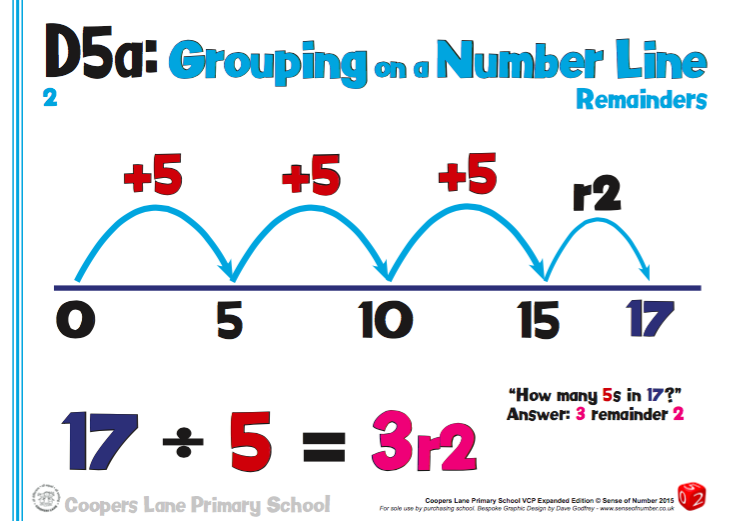 D5a: Grouping on a Number Line
2 Remainders
+5 +5 +5 r2
0 5 10 15 17
"How many 5s in 17?"
Answer: 3 remainder 2
17 ÷ 5 = 3r2
Coopers Lane Primary School
Coopers Lane Primary School VCP Expanded Edition © Sense of Number 2015
For sole use by purchasing school. Bespoke Graphic Design by Dave Godfrey - www.senseofnumber.co.uk
0 2